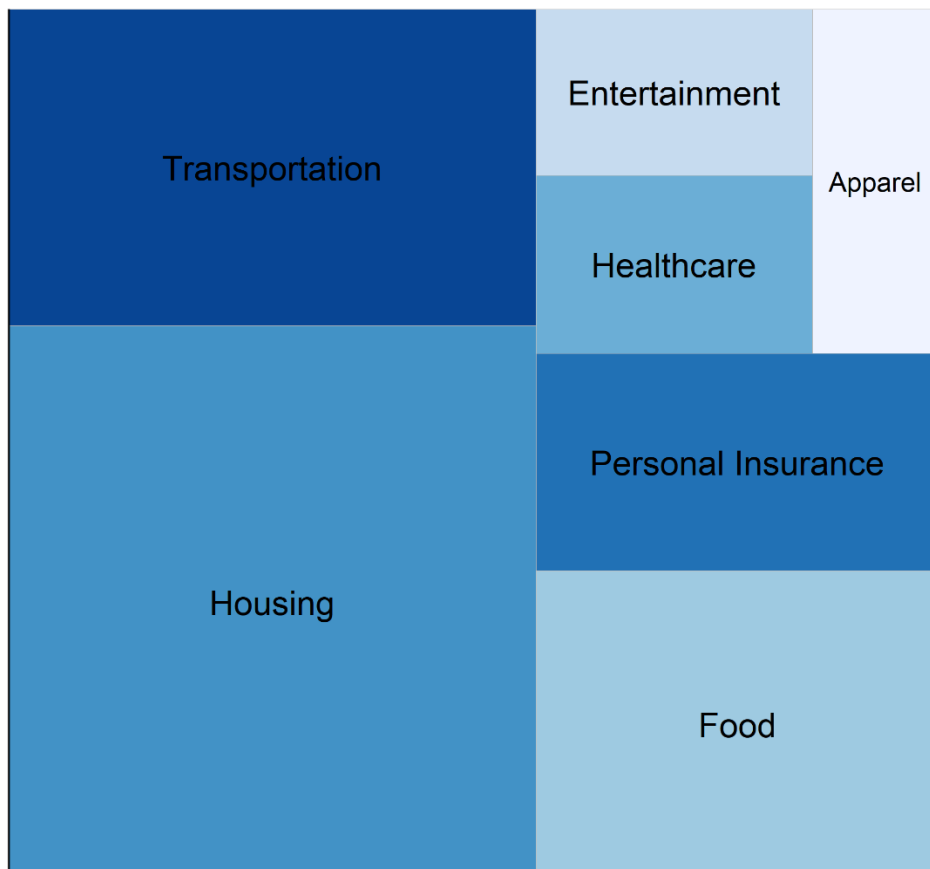 Entertainment
Transportation
Apparel
Healthcare
Personal Insurance
Housing
Food